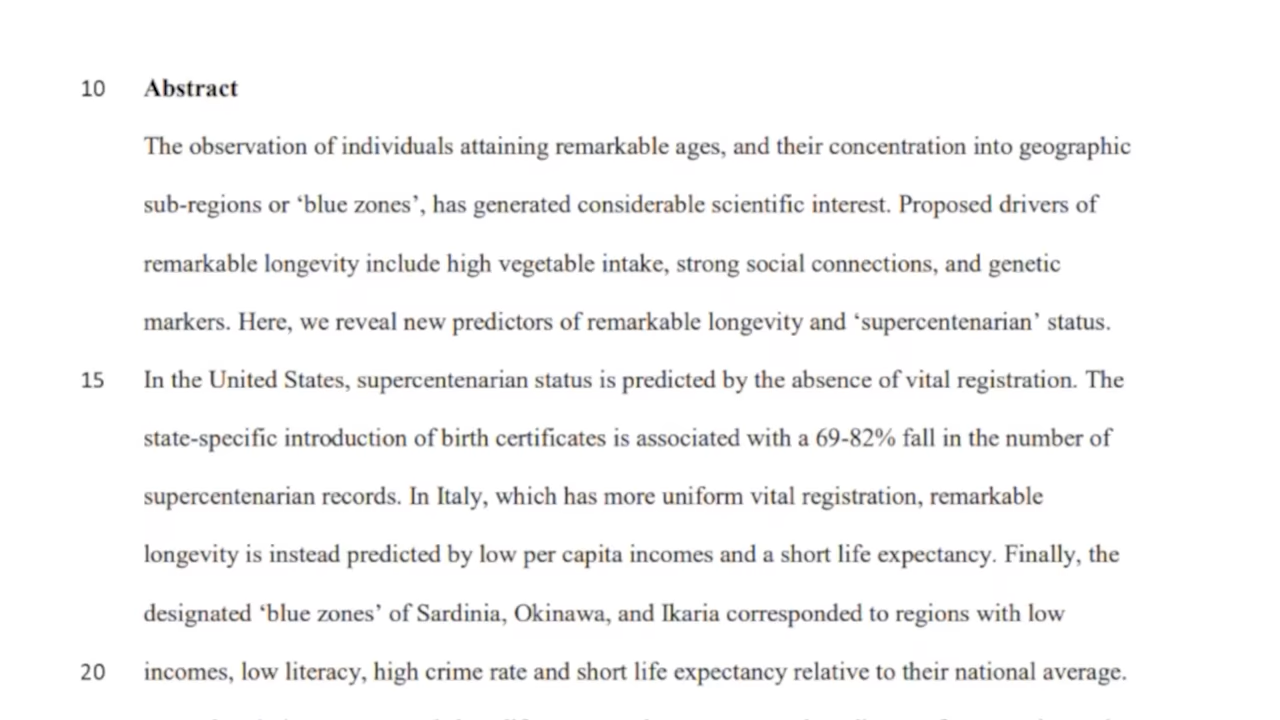 10 Abstract
The observation of individuals attaining remarkable ages, and their concentration into geographic
sub-regions or ‘blue zones’, has generated considerable scientific interest. Proposed drivers of
remarkable longevity include high vegetable intake, strong social connections, and genetic
markers. Here, we reveal new predictors of remarkable longevity and ‘supercentenarian’ status.
15 In the United States, supercentenarian status is predicted by the absence of vital registration. The
state-specific introduction of birth certificates is associated with a 69-82% fall in the number of
supercentenarian records. In Italy, which has more uniform vital registration, remarkable
longevity is instead predicted by low per capita incomes and a short life expectancy. Finally, the
designated ‘blue zones’ of Sardinia, Okinawa, and Ikaria corresponded to regions with low
20 incomes, low literacy, high crime rate and short life expectancy relative to their national average.